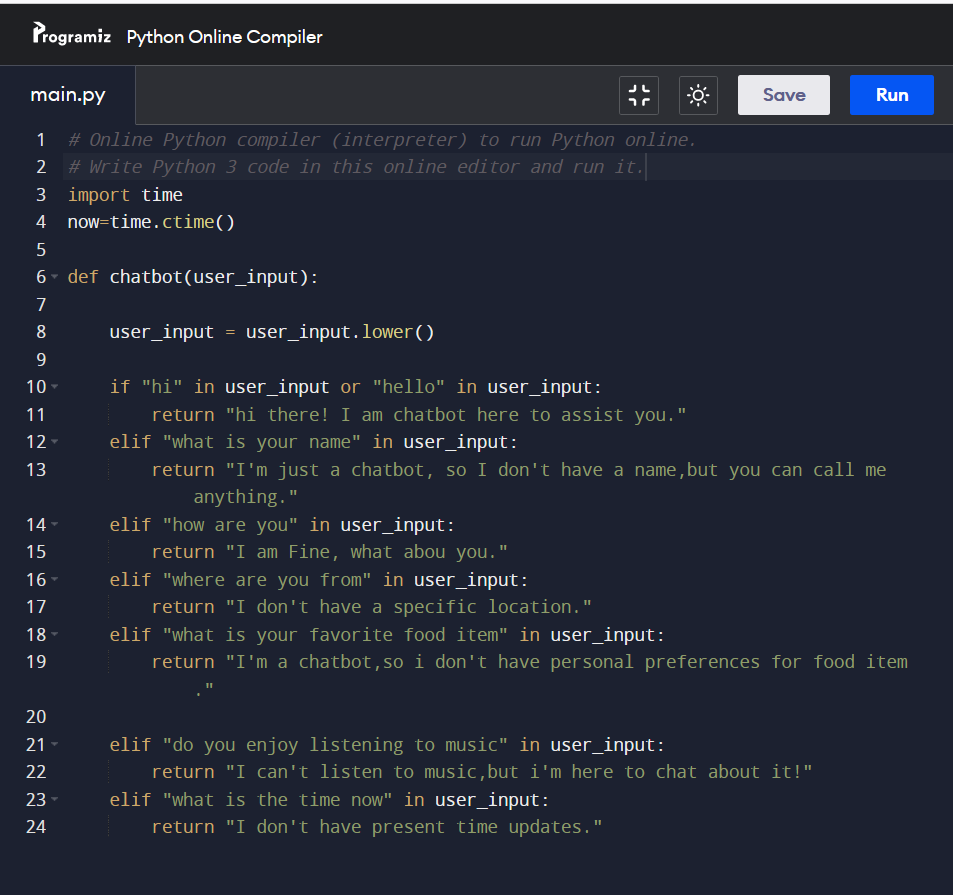 Programiz Python Online Compiler
main.py Save Run
1 # Online Python compiler (interpreter) to run Python online.
2 # Write Python 3 code in this online editor and run it.
3 import time
4 now=time.ctime()
5
6 def chatbot(user_input):
7
8     user_input = user_input.lower()
9
10     if "hi" in user_input or "hello" in user_input:
11         return "hi there! I am chatbot here to assist you."
12     elif "what is your name" in user_input:
13         return "I'm just a chatbot, so I don't have a name,but you can call me
            anything."
14     elif "how are you" in user_input:
15         return "I am Fine, what abou you."
16     elif "where are you from" in user_input:
17         return "I don't have a specific location."
18     elif "what is your favorite food item" in user_input:
19         return "I'm a chatbot,so i don't have personal preferences for food item
            ."
20
21     elif "do you enjoy listening to music" in user_input:
22         return "I can't listen to music,but i'm here to chat about it!"
23     elif "what is the time now" in user_input:
24         return "I don't have present time updates."